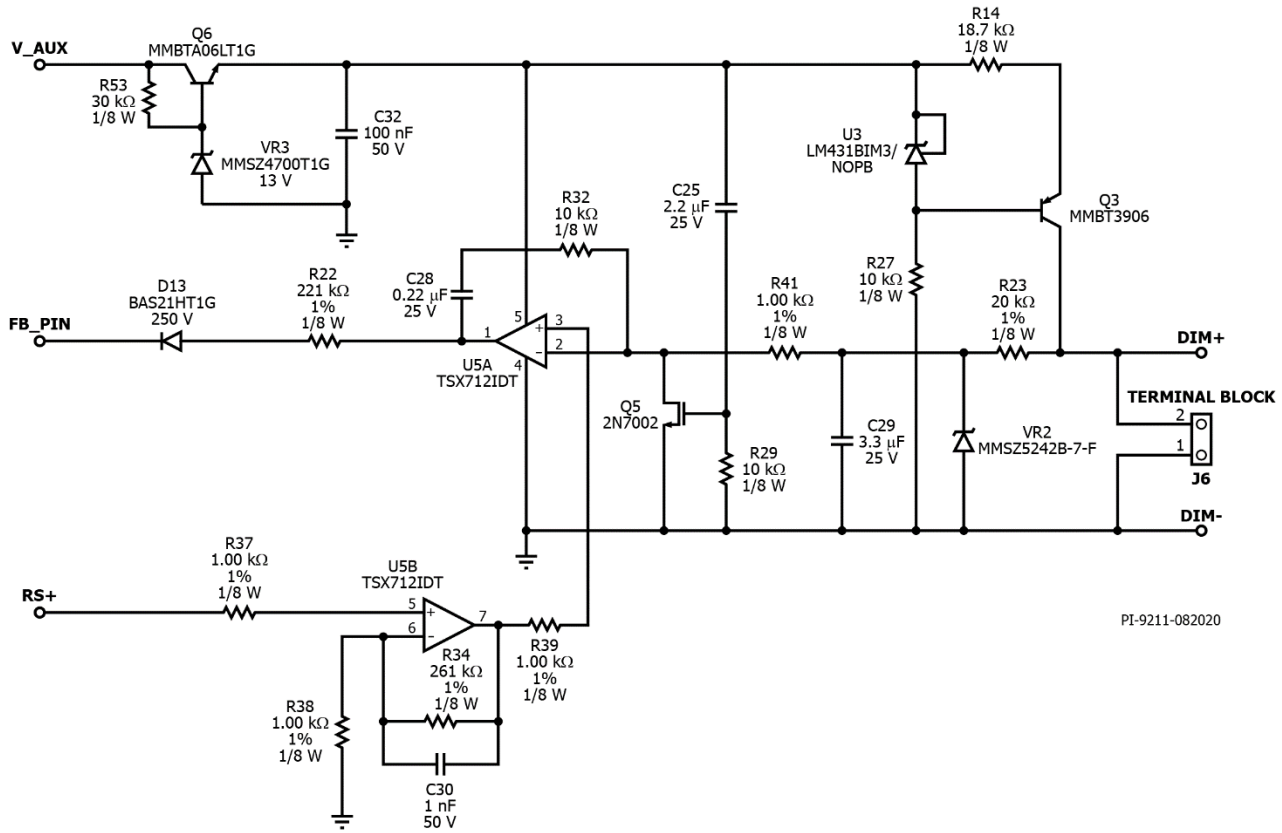 V_AUX
Q6
MMBTA06LT1G
R53
30 kΩ
1/8 W
VR3
MMSZ4700T1G
13 V
C32
100 nF
50 V
R14
18.7 kΩ
1/8 W
U3
LM431BIM3/
NOPB
Q3
MMBT3906
C25
2.2 μF
25 V
R32
10 kΩ
1/8 W
C28
0.22 μF
25 V
R27
10 kΩ
1/8 W
R41
1.00 kΩ
1%
1/8 W
R23
20 kΩ
1%
1/8 W
D13
BAS21HT1G
250 V
R22
221 kΩ
1%
1/8 W
FB_PIN
1
5
4
+
3
−
2
U5A
TSX712IDT
DIM+
Q5
2N7002
R29
10 kΩ
1/8 W
C29
3.3 μF
25 V
VR2
MMSZ5242B-7-F
TERMINAL BLOCK
2
1
J6
DIM-
R37
1.00 kΩ
1%
1/8 W
RS+
U5B
TSX712IDT
5
+
6
−
7
R39
1.00 kΩ
1%
1/8 W
R34
261 kΩ
1%
1/8 W
R38
1.00 kΩ
1%
1/8 W
C30
1 nF
50 V
PI-9211-082020